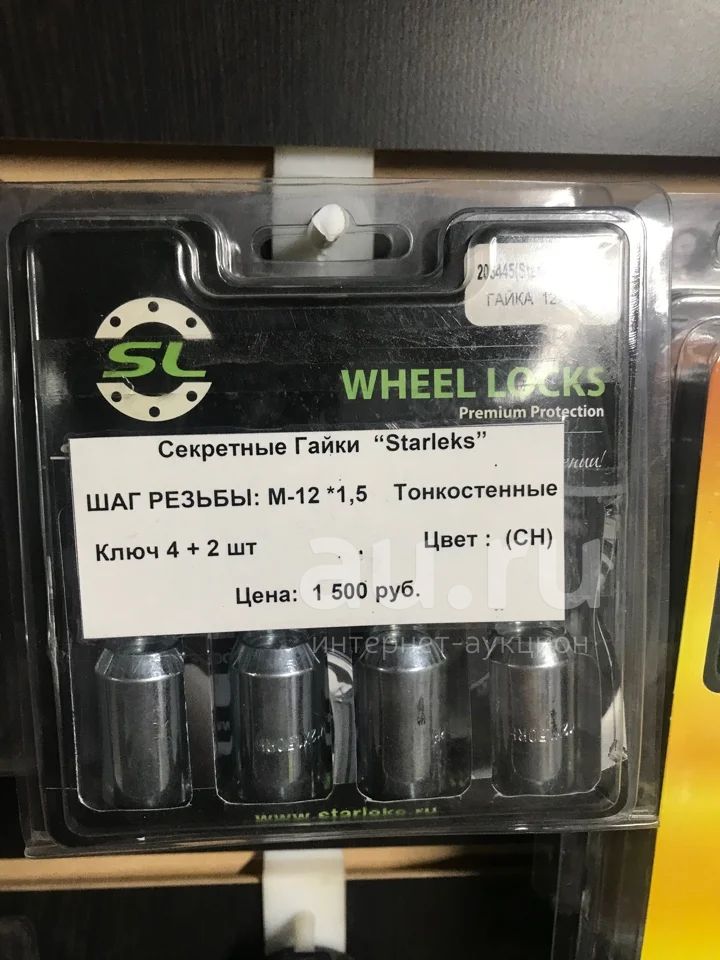 ГАЙКА 12
SL
WHEEL LOCKS
Premium Protection
Секретные Гайки “Starleks”
ШАГ РЕЗЬБЫ: М-12 *1,5 Тонкостенные
Ключ 4 + 2 шт Цвет : (CH)
Цена: 1 500 руб.
au.ru
интернет-аукцион
www.starleks.ru